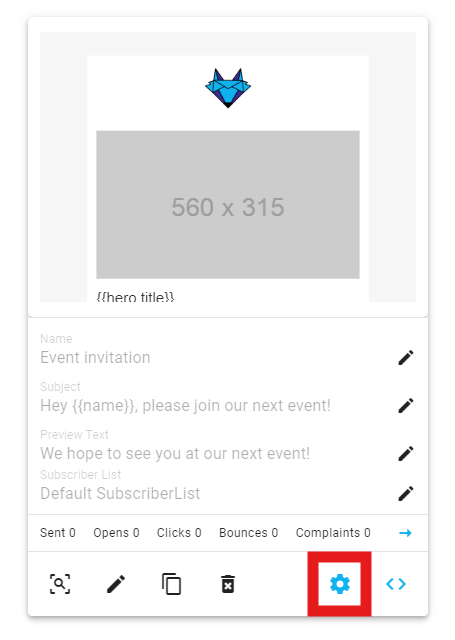 560 x 315
{{hero title}}
Name
Event invitation
Subject
Hey {{name}}, please join our next event!
Preview Text
We hope to see you at our next event!
Subscriber List
Default SubscriberList
Sent 0 Opens 0 Clicks 0 Bounces 0 Complaints 0